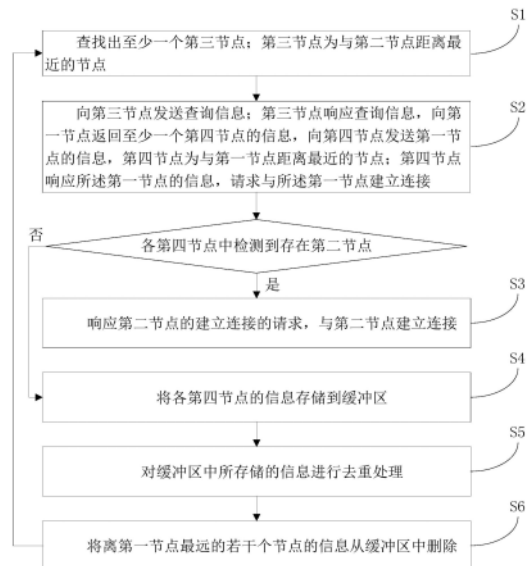 S1
查找出至少一个第三节点；第三节点为与第二节点距离最
近的节点
S2
向第三节点发送查询信息；第三节点响应查询信息，向第
一节点返回至少一个第四节点的信息，向第四节点发送第一节
点的信息，第四节点为与第一节点距离最近的节点；第四节点
响应所述第一节点的信息，请求与所述第一节点建立连接
否
各第四节点中检测到存在第二节点
是
S3
响应第二节点的建立连接的请求，与第二节点建立连接
S4
将各第四节点的信息存储到缓冲区
S5
对缓冲区中所存储的信息进行去重处理
S6
将离第一节点最远的若干个节点的信息从缓冲区中删除